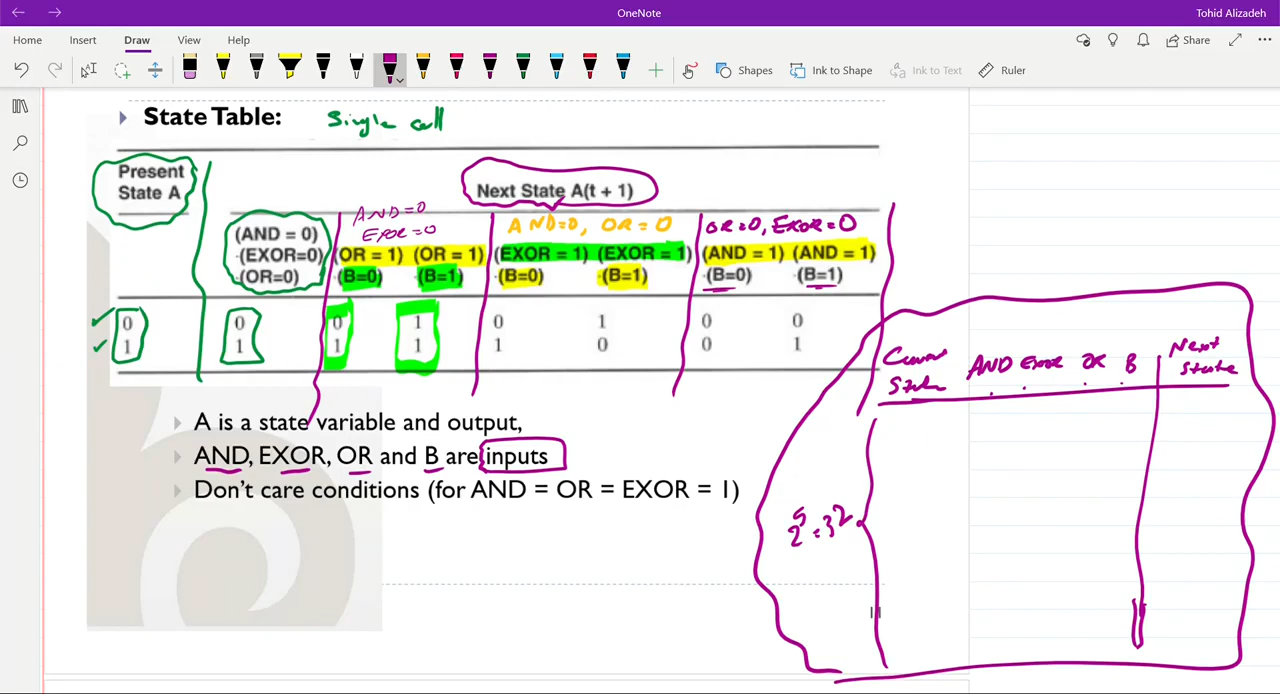 OneNote
Tohid Alizadeh
Home Insert Draw View Help
Share
Shapes Ink to Shape Ink to Text Ruler
State Table: Single cell
Present
State A
Next State A(t + 1)
AND=0
EXOR=0
AND=0, OR=0
OR=0, EXOR=0
(AND = 0)
(EXOR=0) (OR = 1) (OR = 1) (EXOR = 1) (EXOR = 1) (AND = 1) (AND = 1)
(OR=0) (B=0) (B=1) (B=0) (B=1) (B=0) (B=1)
0 0 0 1 0 1 0 0
1 1 1 1 1 0 0 1
Next
State
AND EXOR OR B
State
A is a state variable and output,
AND, EXOR, OR and B are inputs
Don't care conditions (for AND = OR = EXOR = 1)
2^5 = 32